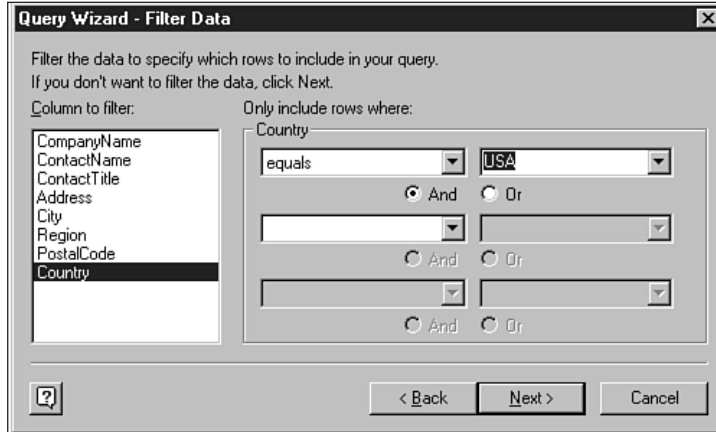 Query Wizard - Filter Data
Filter the data to specify which rows to include in your query.
If you don't want to filter the data, click Next.
Column to filter:
Only include rows where:
CompanyName
ContactName
ContactTitle
Address
City
Region
PostalCode
Country
Country
equals
USA
And Or
And Or
And Or
?
< Back
Next >
Cancel